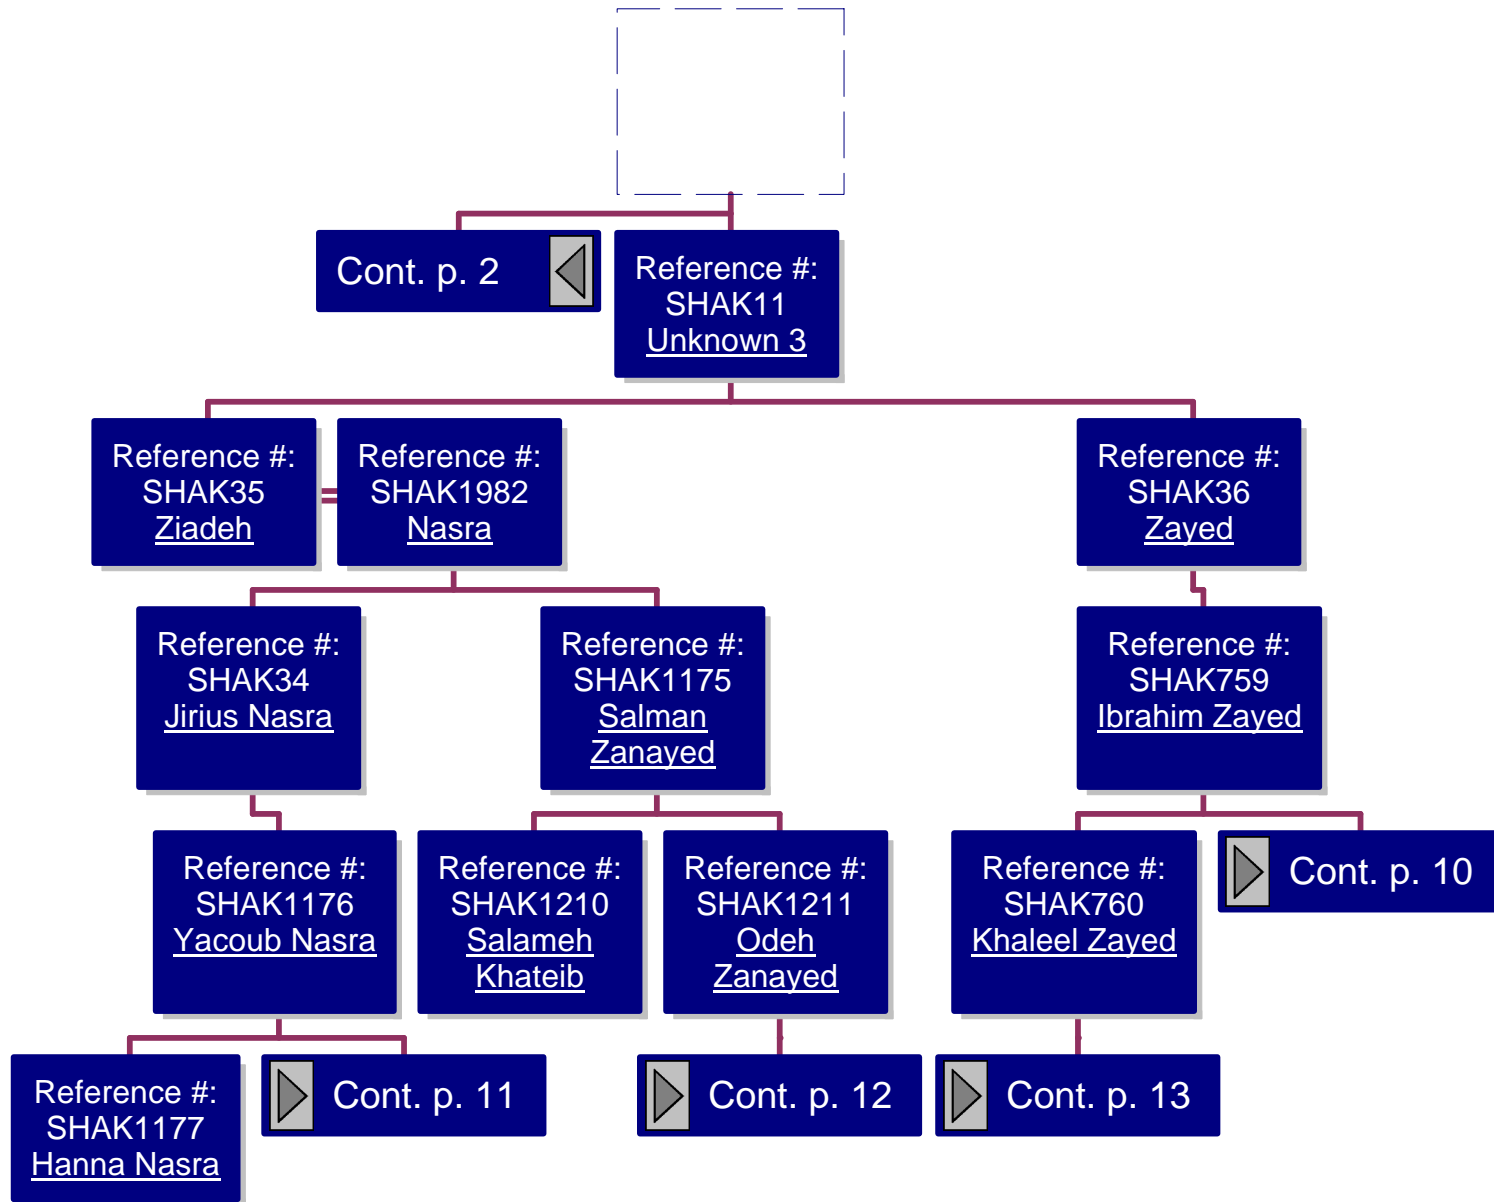 Cont. p. 2
Reference #:
SHAK11
Unknown 3
Reference #:
SHAK35
Ziadeh
Reference #:
SHAK1982
Nasra
Reference #:
SHAK36
Zayed
Reference #:
SHAK34
Jirius Nasra
Reference #:
SHAK1175
Salman
Zanayed
Reference #:
SHAK759
Ibrahim Zayed
Reference #:
SHAK1176
Yacoub Nasra
Reference #:
SHAK1210
Salameh
Khateib
Reference #:
SHAK1211
Odeh
Zanayed
Reference #:
SHAK760
Khaleel Zayed
Cont. p. 10
Reference #:
SHAK1177
Hanna Nasra
Cont. p. 11
Cont. p. 12
Cont. p. 13